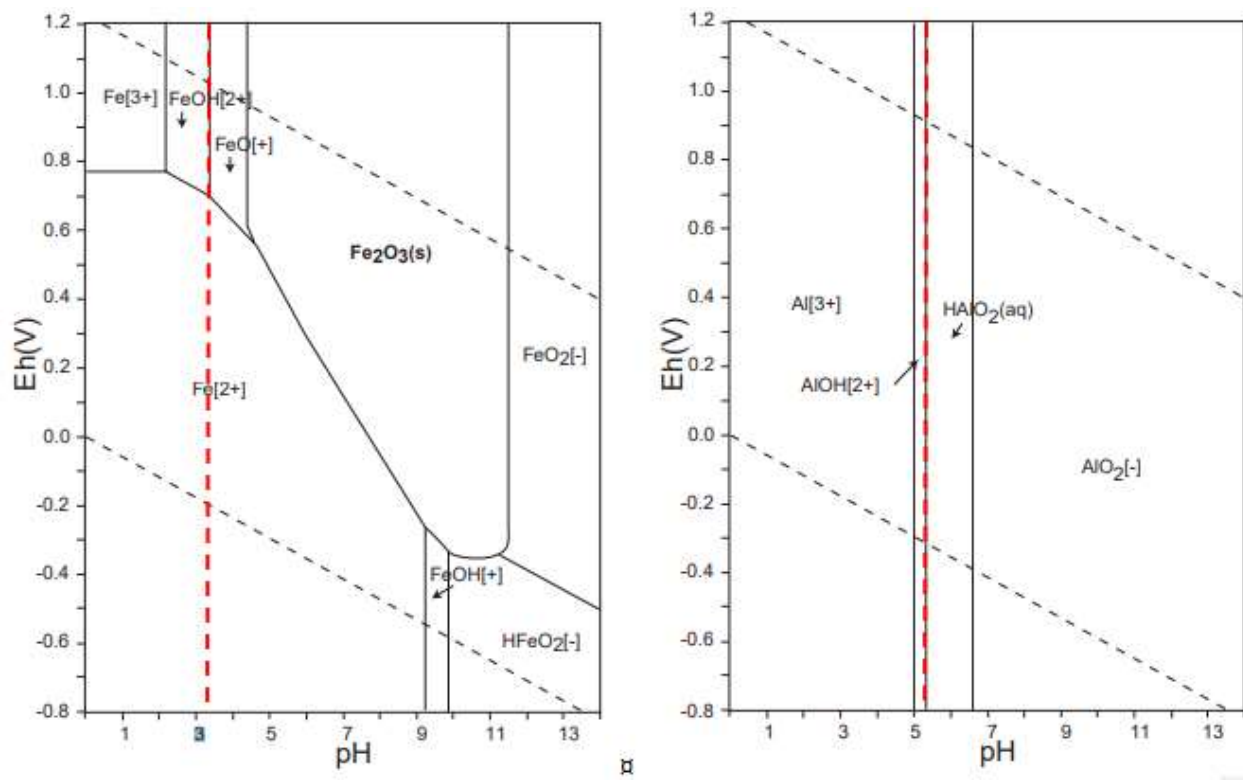 1.2
1.0
0.8
0.6
0.4
0.2
0.0
-0.2
-0.4
-0.6
-0.8
Eh(V)
Fe[3+]
FeOH[2+]
FeO[+]
Fe2O3(s)
FeO2[-]
Fe[2+]
FeOH[+]
HFeO2[-]
1 3 5 7 9 11 13
pH
¤
1.2
1.0
0.8
0.6
0.4
0.2
0.0
-0.2
-0.4
-0.6
-0.8
Eh(V)
Al[3+]
HAlO2(aq)
AlOH[2+]
AlO2[-]
1 3 5 7 9 11 13
pH